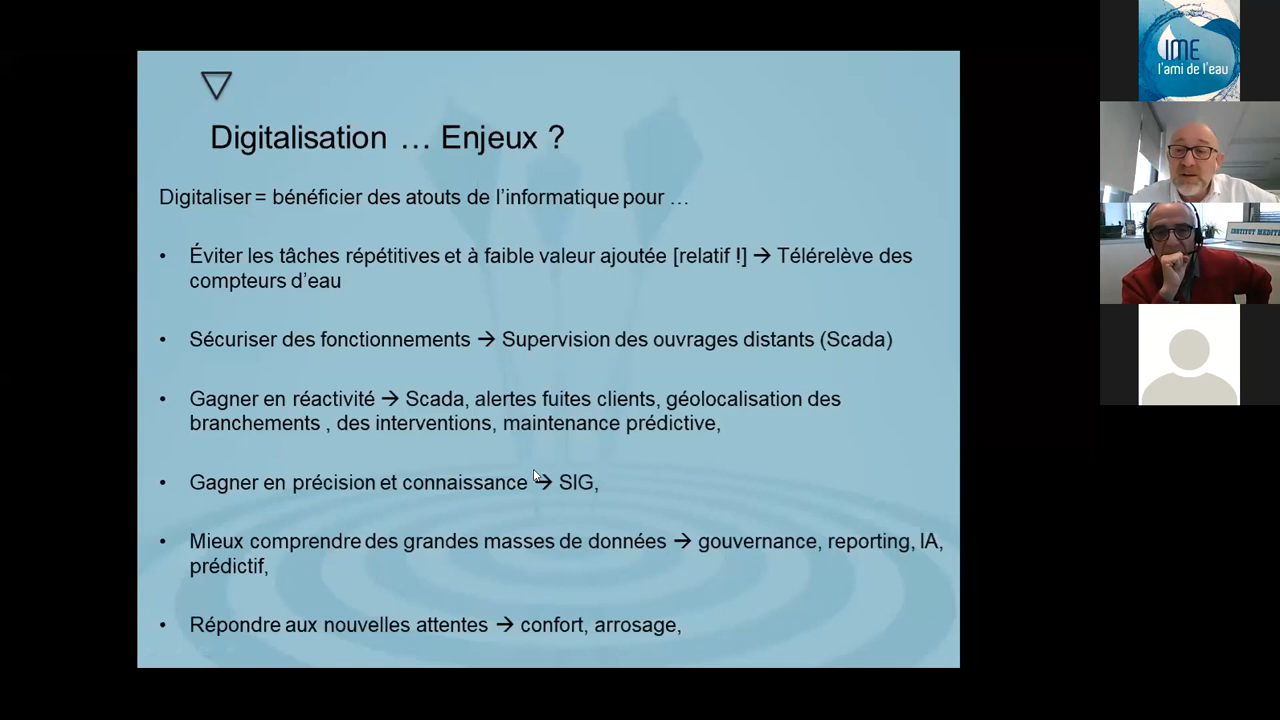 Digitalisation … Enjeux ?
Digitaliser = bénéficier des atouts de l’informatique pour …
• Éviter les tâches répétitives et à faible valeur ajoutée [relatif !] → Télérelève des
compteurs d’eau
• Sécuriser des fonctionnements → Supervision des ouvrages distants (Scada)
• Gagner en réactivité → Scada, alertes fuites clients, géolocalisation des
branchements , des interventions, maintenance prédictive,
• Gagner en précision et connaissance → SIG,
• Mieux comprendre des grandes masses de données → gouvernance, reporting, IA,
prédictif,
• Répondre aux nouvelles attentes → confort, arrosage,
IME
l'ami de l'eau
INSTITUT